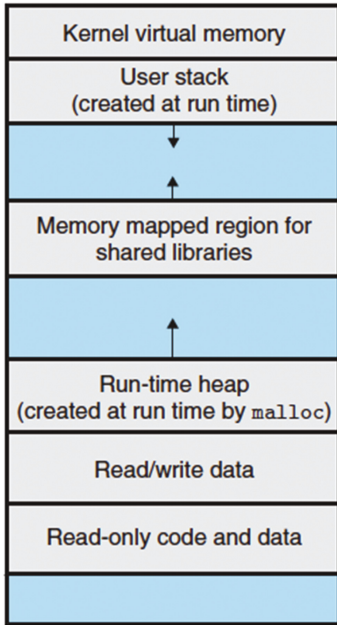 Kernel virtual memory
User stack
(created at run time)
Memory mapped region for
shared libraries
Run-time heap
(created at run time by malloc)
Read/write data
Read-only code and data